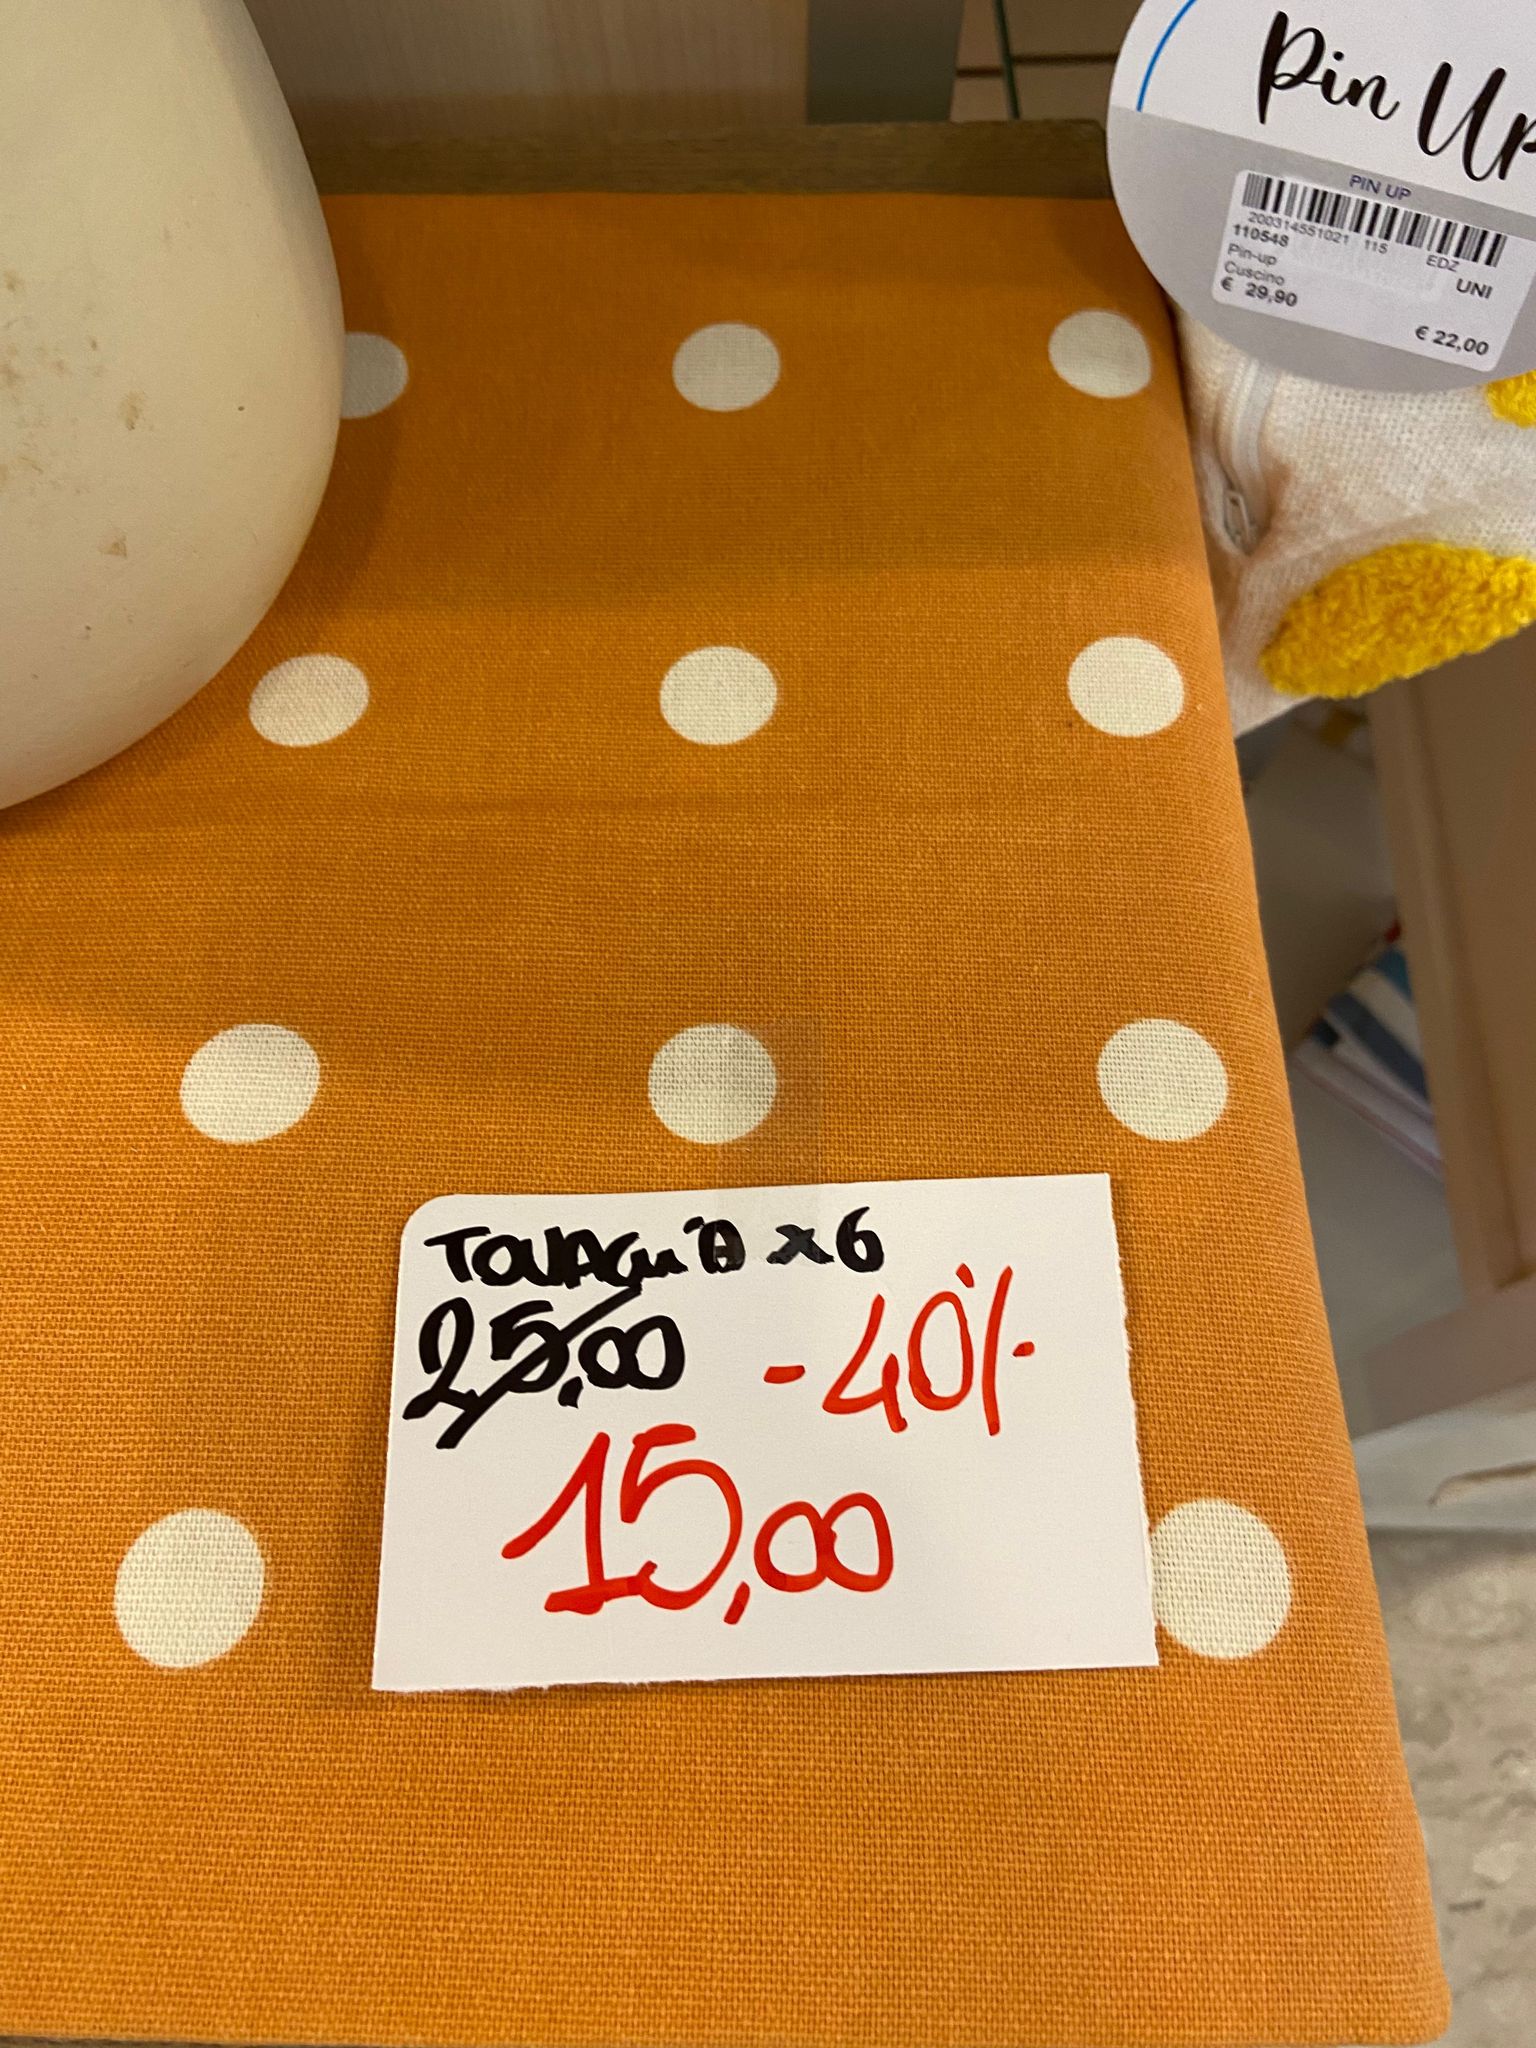 Pin Up
PIN UP
200314551021 115
110548 EDZ
Pin-up UNI
Cuscino
€ 29,90
€ 22,00
TOVAGLIA x6
25,00 -40%
15,00